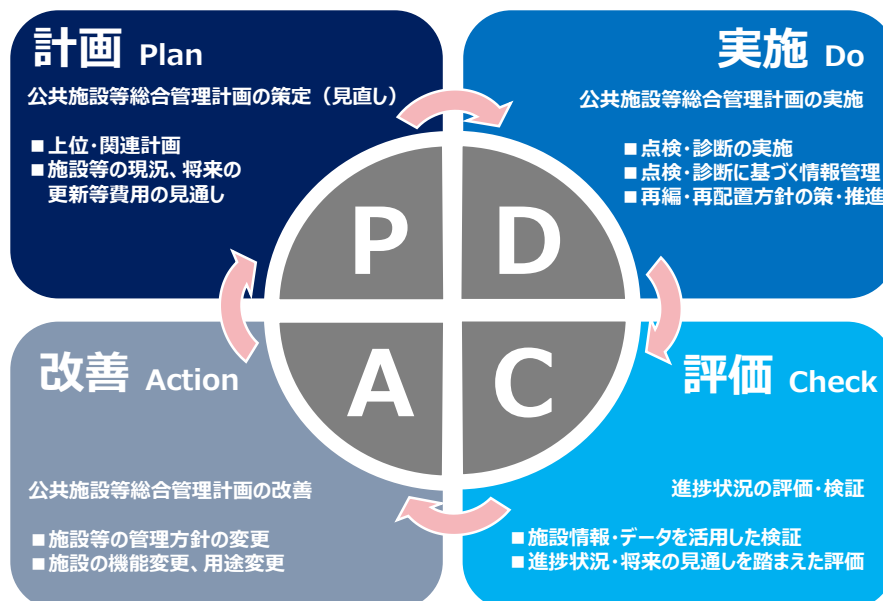 計画 Plan
公共施設等総合管理計画の策定（見直し）
■上位・関連計画
■施設等の現況、将来の
更新等費用の見通し
実施 Do
公共施設等総合管理計画の実施
■点検・診断の実施
■点検・診断に基づく情報管理
■再編・再配置方針の策・推進
P
D
A
C
改善 Action
公共施設等総合管理計画の改善
■施設等の管理方針の変更
■施設の機能変更、用途変更
評価 Check
進捗状況の評価・検証
■施設情報・データを活用した検証
■進捗状況・将来の見通しを踏まえた評価